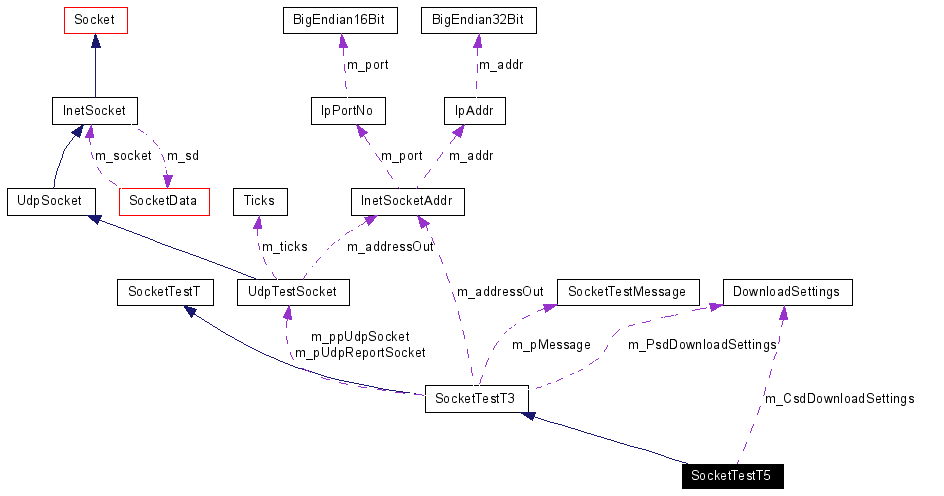 Socket
BigEndian16Bit
BigEndian32Bit
m_port
m_addr
InetSocket
IpPortNo
IpAddr
m_socket
m_sd
m_port
m_addr
UdpSocket
SocketData
Ticks
InetSocketAddr
m_ticks
m_addressOut
SocketTestT
UdpTestSocket
m_addressOut
SocketTestMessage
DownloadSettings
m_ppUdpSocket
m_pUdpReportSocket
m_pMessage
m_PsdDownloadSettings
SocketTestT3
m_CsdDownloadSettings
SocketTestT5